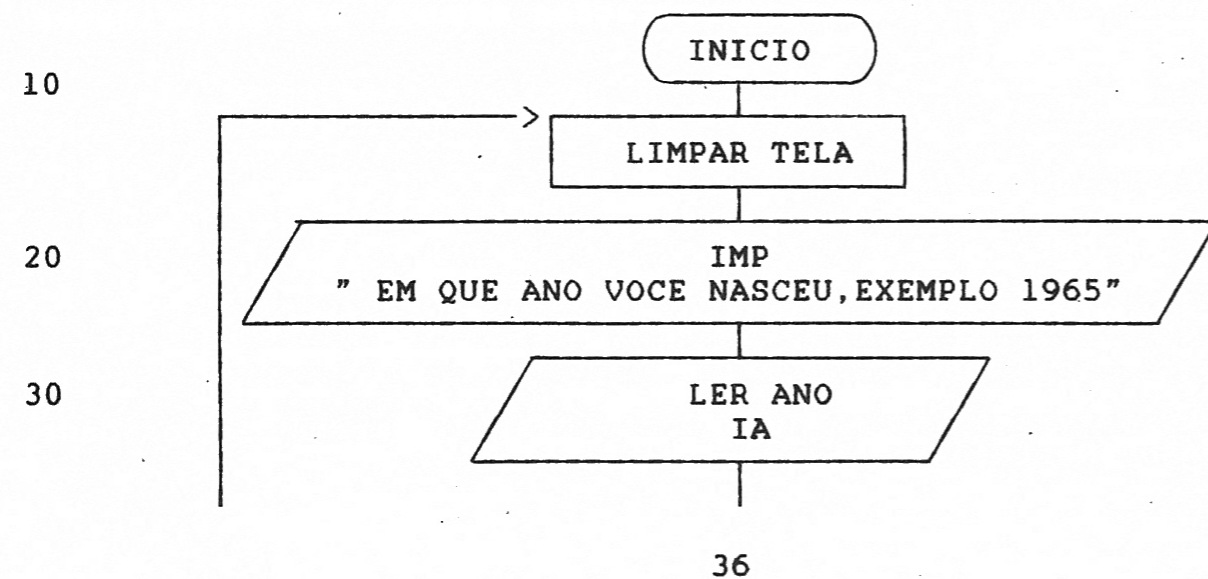 INICIO
10
>
LIMPAR TELA
20
IMP
" EM QUE ANO VOCE NASCEU,EXEMPLO 1965"
30
LER ANO
IA
36